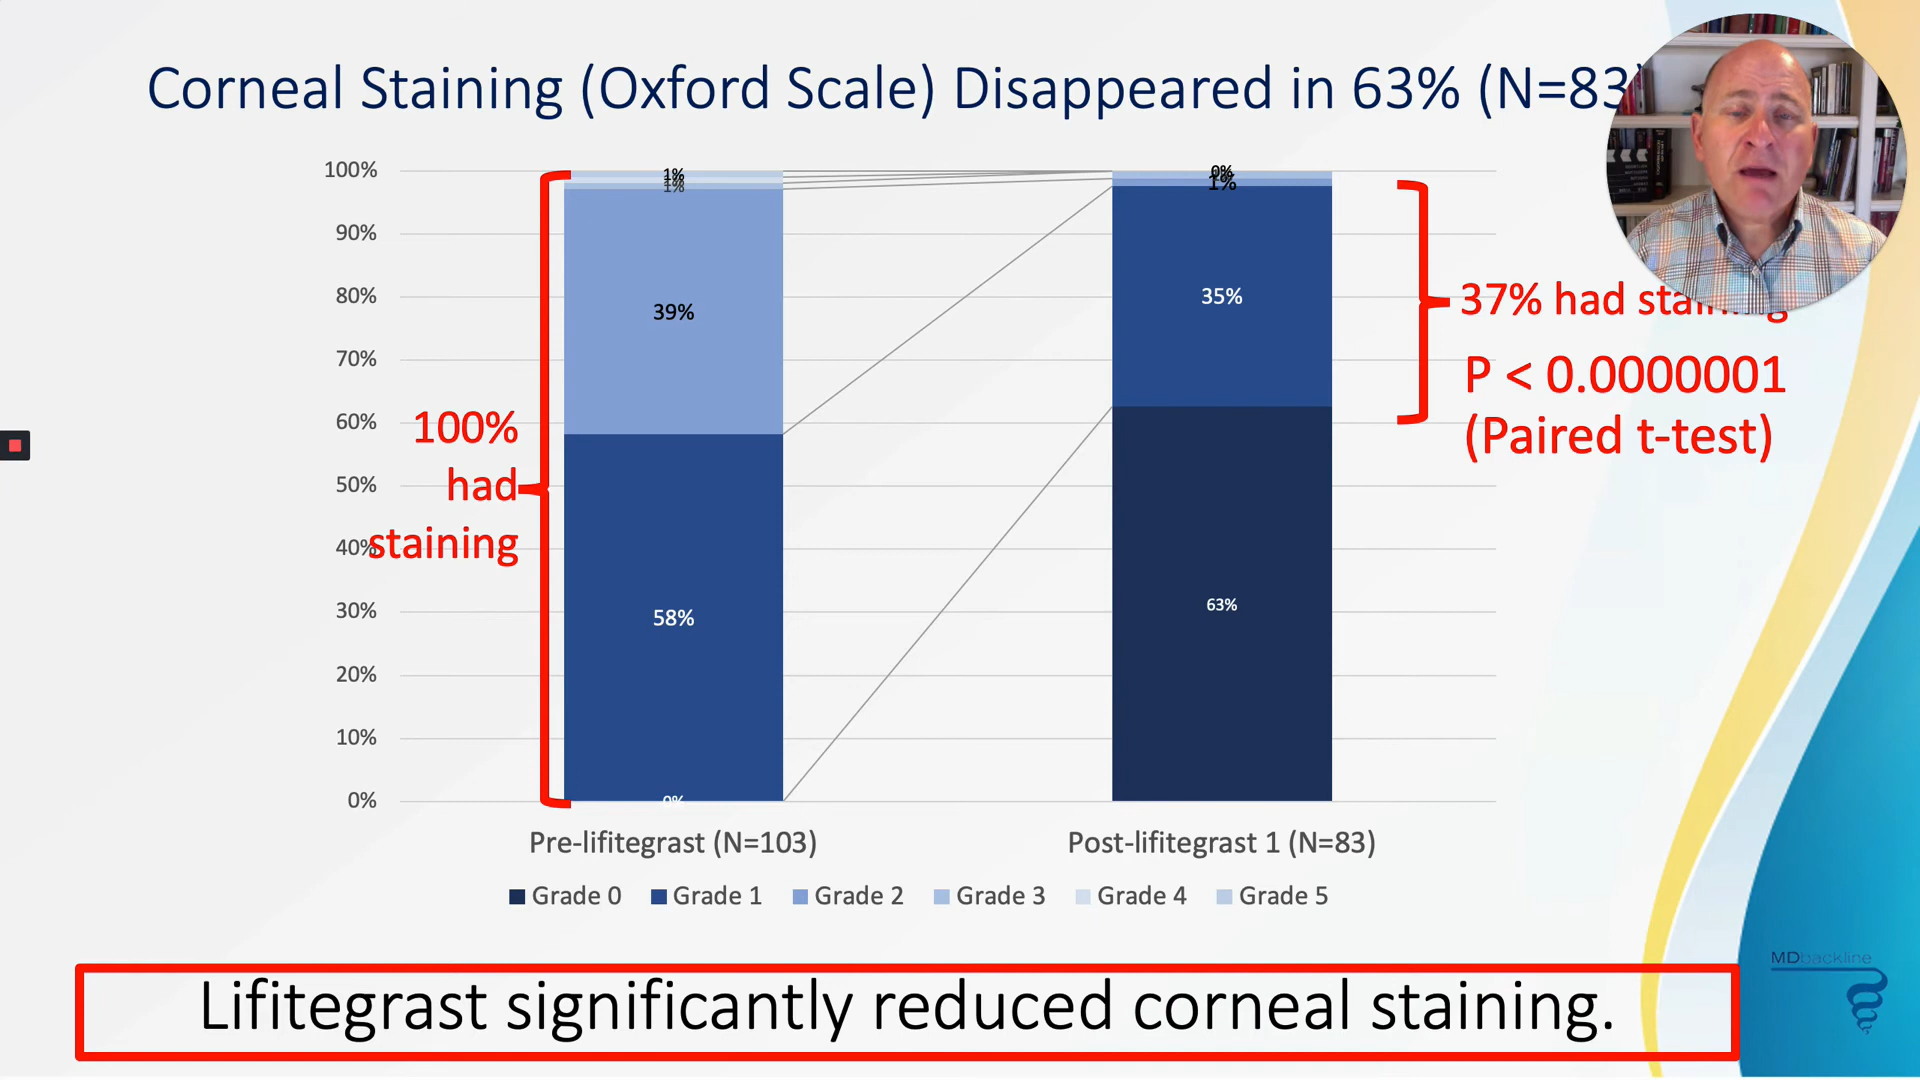 Corneal Staining (Oxford Scale) Disappeared in 63% (N=83)
100%
90%
80%
70%
60%
50%
40%
30%
20%
10%
0%
100%
had
staining
1%
1%
39%
58%
0%
0%
1%
35%
63%
37% had staining
P < 0.0000001
(Paired t-test)
Pre-lifitegrast (N=103)
Post-lifitegrast 1 (N=83)
Grade 0 Grade 1 Grade 2 Grade 3 Grade 4 Grade 5
Lifitegrast significantly reduced corneal staining.
MDbackline